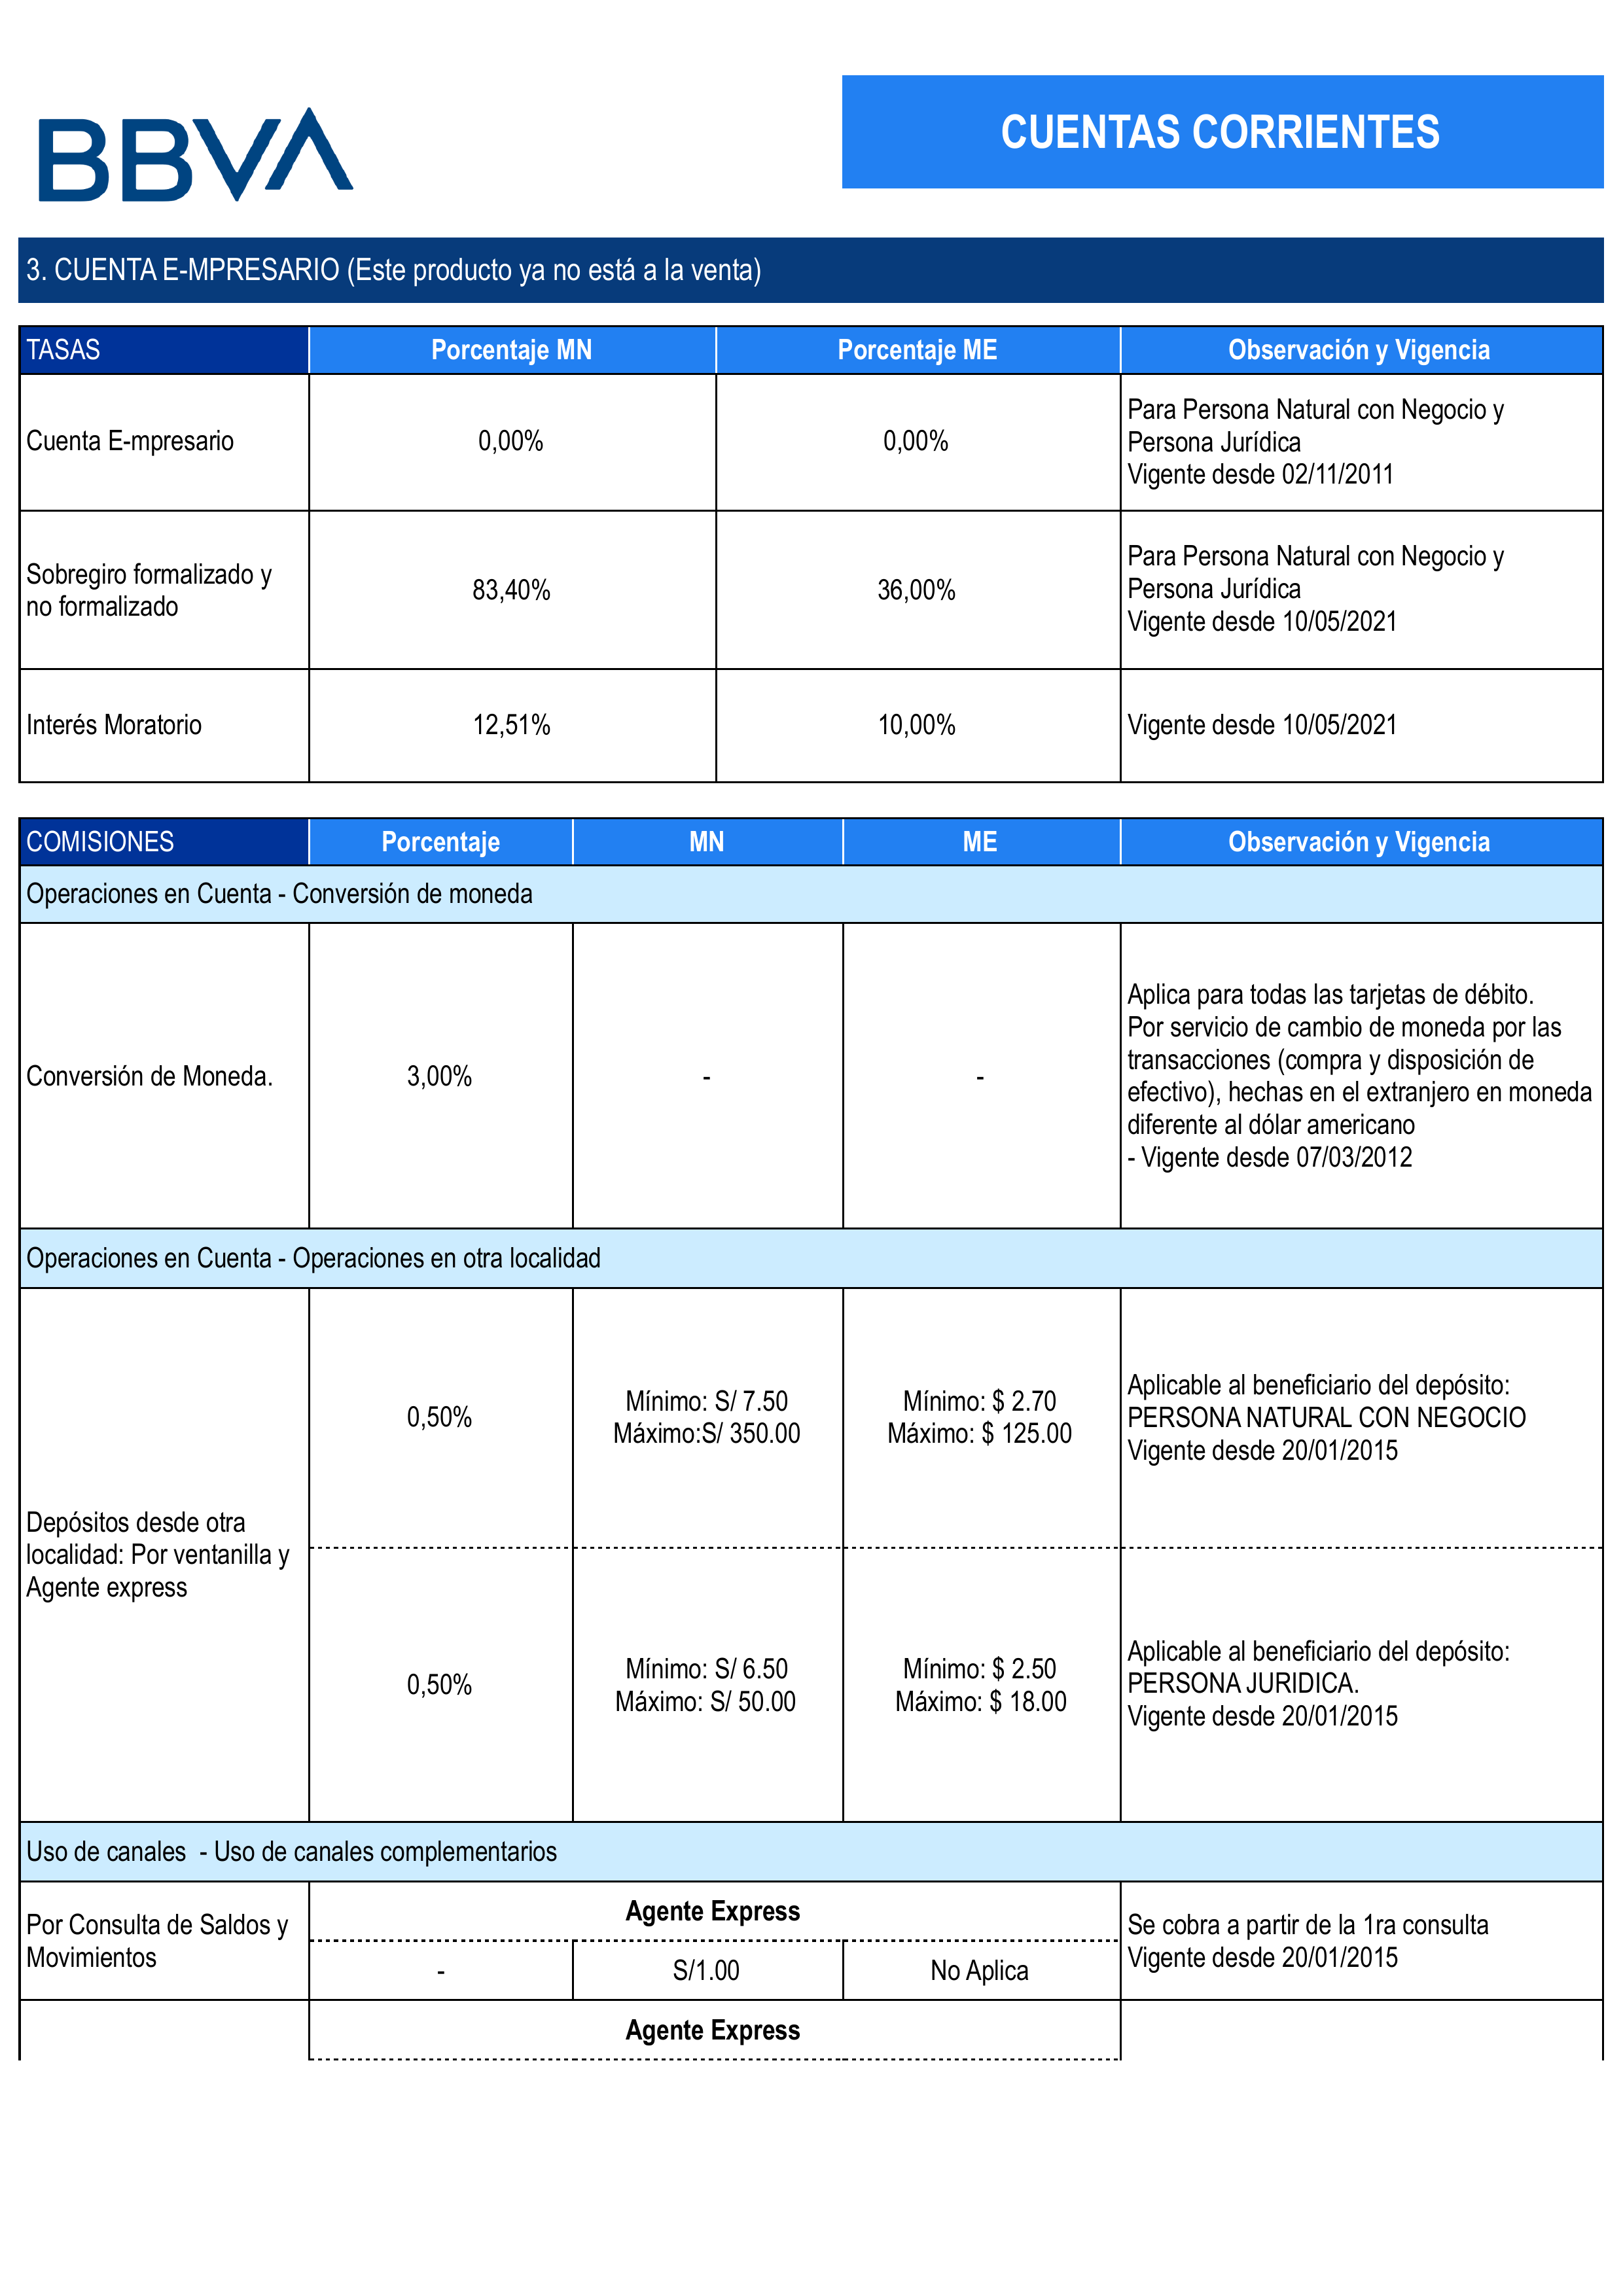 BBVA
CUENTAS CORRIENTES
3. CUENTA E-MPRESARIO (Este producto ya no está a la venta)
TASAS
Porcentaje MN
Porcentaje ME
Observación y Vigencia
Cuenta E-mpresario
0,00%
0,00%
Para Persona Natural con Negocio y
Persona Jurídica
Vigente desde 02/11/2011
Sobregiro formalizado y
no formalizado
83,40%
36,00%
Para Persona Natural con Negocio y
Persona Jurídica
Vigente desde 10/05/2021
Interés Moratorio
12,51%
10,00%
Vigente desde 10/05/2021
COMISIONES
Porcentaje
MN
ME
Observación y Vigencia
Operaciones en Cuenta - Conversión de moneda
Conversión de Moneda.
3,00%
-
-
Aplica para todas las tarjetas de débito.
Por servicio de cambio de moneda por las
transacciones (compra y disposición de
efectivo), hechas en el extranjero en moneda
diferente al dólar americano
- Vigente desde 07/03/2012
Operaciones en Cuenta - Operaciones en otra localidad
Depósitos desde otra
localidad: Por ventanilla y
Agente express
0,50%
Mínimo: S/ 7.50
Máximo:S/ 350.00
Mínimo: $ 2.70
Máximo: $ 125.00
Aplicable al beneficiario del depósito:
PERSONA NATURAL CON NEGOCIO
Vigente desde 20/01/2015
0,50%
Mínimo: S/ 6.50
Máximo: S/ 50.00
Mínimo: $ 2.50
Máximo: $ 18.00
Aplicable al beneficiario del depósito:
PERSONA JURIDICA.
Vigente desde 20/01/2015
Uso de canales  - Uso de canales complementarios
Por Consulta de Saldos y
Movimientos
Agente Express
-
S/1.00
No Aplica
Se cobra a partir de la 1ra consulta
Vigente desde 20/01/2015
Agente Express